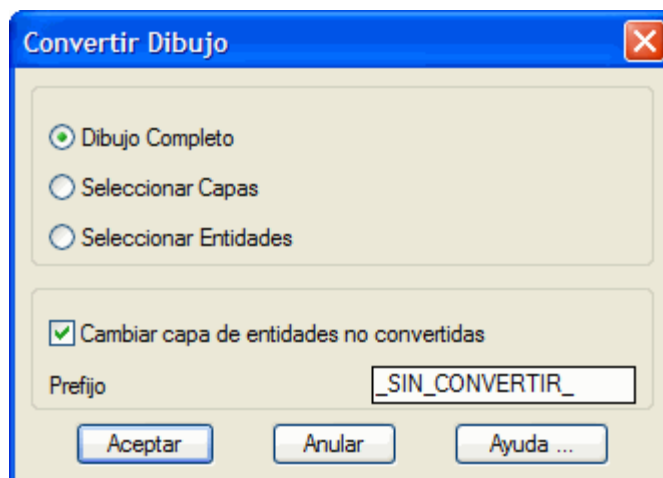 Convertir Dibujo
Dibujo Completo
Seleccionar Capas
Seleccionar Entidades
Cambiar capa de entidades no convertidas
Prefijo _SIN_CONVERTIR_
Aceptar Anular Ayuda ...